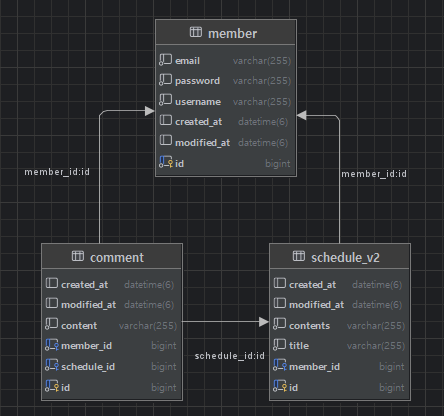 member
email varchar(255)
password varchar(255)
username varchar(255)
created_at datetime(6)
modified_at datetime(6)
id bigint
member_id:id
member_id:id
comment
created_at datetime(6)
modified_at datetime(6)
content varchar(255)
member_id bigint
schedule_id bigint
id bigint
schedule_id:id
schedule_v2
created_at datetime(6)
modified_at datetime(6)
contents varchar(255)
title varchar(255)
member_id bigint
id bigint